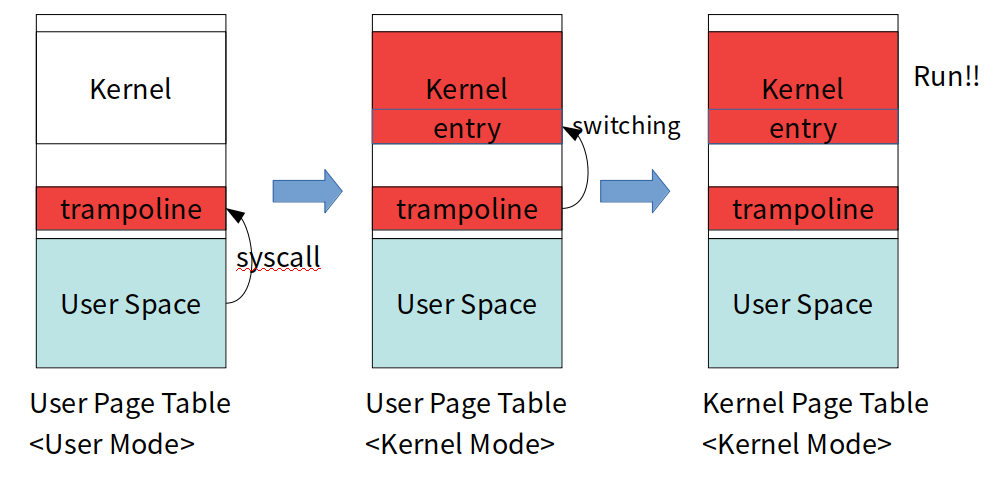 Kernel
trampoline
syscall
User Space
User Page Table
<User Mode>
Kernel
entry
switching
trampoline
User Space
User Page Table
<Kernel Mode>
Run!!
Kernel
entry
trampoline
User Space
Kernel Page Table
<Kernel Mode>